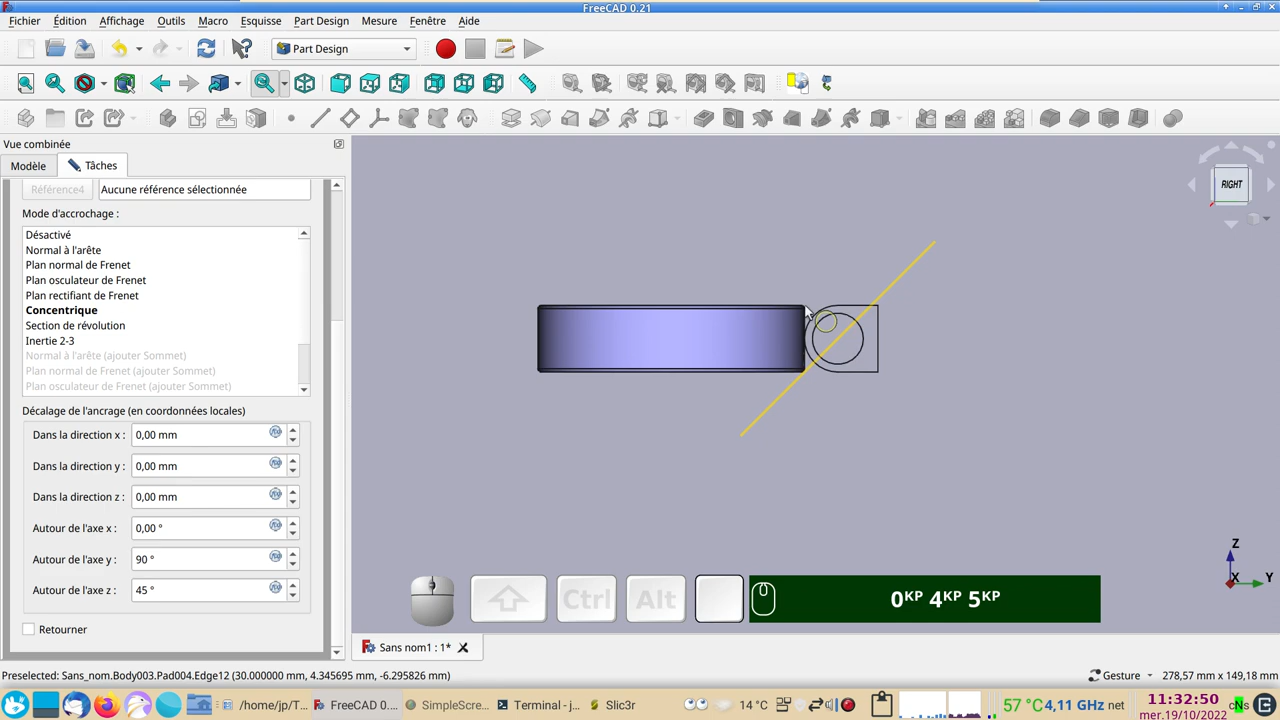 FreeCAD 0.21
Fichier Édition Affichage Outils Macro Esquisse Part Design Mesure Fenêtre Aide
Part Design
Vue combinée
Modèle Tâches
Référence4 Aucune référence sélectionnée
Mode d'accrochage :
Désactivé
Normal à l'arête
Plan normal de Frenet
Plan osculateur de Frenet
Plan rectifiant de Frenet
Concentrique
Section de révolution
Inertie 2-3
Normal à l'arête (ajouter Sommet)
Plan normal de Frenet (ajouter Sommet)
Plan osculateur de Frenet (ajouter Sommet)
Décalage de l'ancrage (en coordonnées locales)
Dans la direction x : 0,00 mm
Dans la direction y : 0,00 mm
Dans la direction z : 0,00 mm
Autour de l'axe x : 0,00 °
Autour de l'axe y : 90 °
Autour de l'axe z : 45 °
Retourner
RIGHT
Z
X Y
Ctrl Alt 0KP 4KP 5KP
Sans nom1 : 1*
Preselected: Sans_nom.Body003.Pad004.Edge12 (30.000000 mm, 4.345695 mm, -6.295826 mm) Gesture 278,57 mm x 149,18 mm
/home/jp/T... FreeCAD 0.... SimpleScre... Terminal - j... Slic3r 14 °C 57 °C 4,11 GHz net 11:32:50
mer.19/10/2022